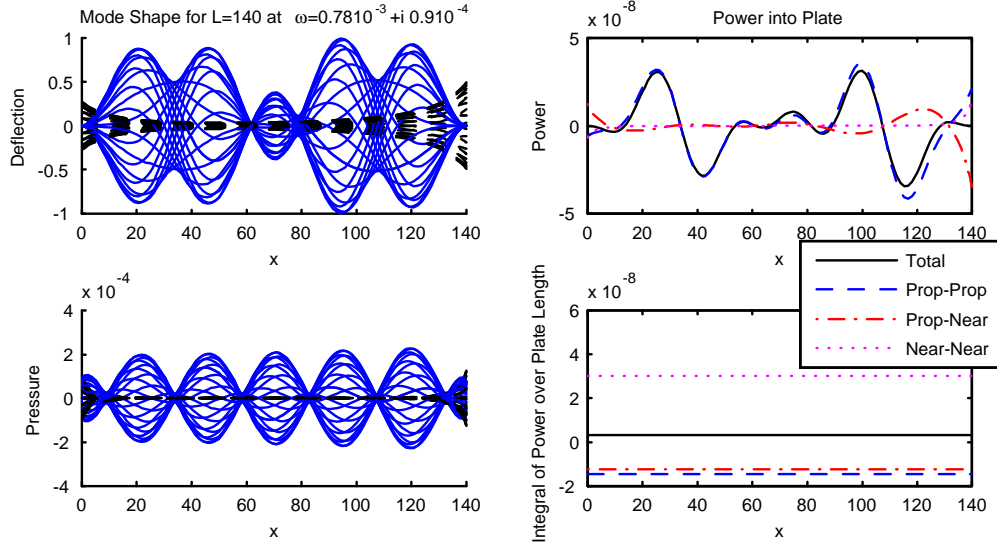 Mode Shape for L=140 at ω=0.7810^-3 +i 0.910^-4
1
0.5
0
-0.5
-1
0 20 40 60 80 100 120 140
Deflection
x
x 10^-8
Power into Plate
5
0
-5
0 20 40 60 80 100 120 140
Power
x
x 10^-4
4
2
0
-2
-4
0 20 40 60 80 100 120 140
Pressure
x
x 10^-8
6
4
2
0
-2
0 20 40 60 80 100 120 140
Integral of Power over Plate Length
x
Total
Prop-Prop
Prop-Near
Near-Near